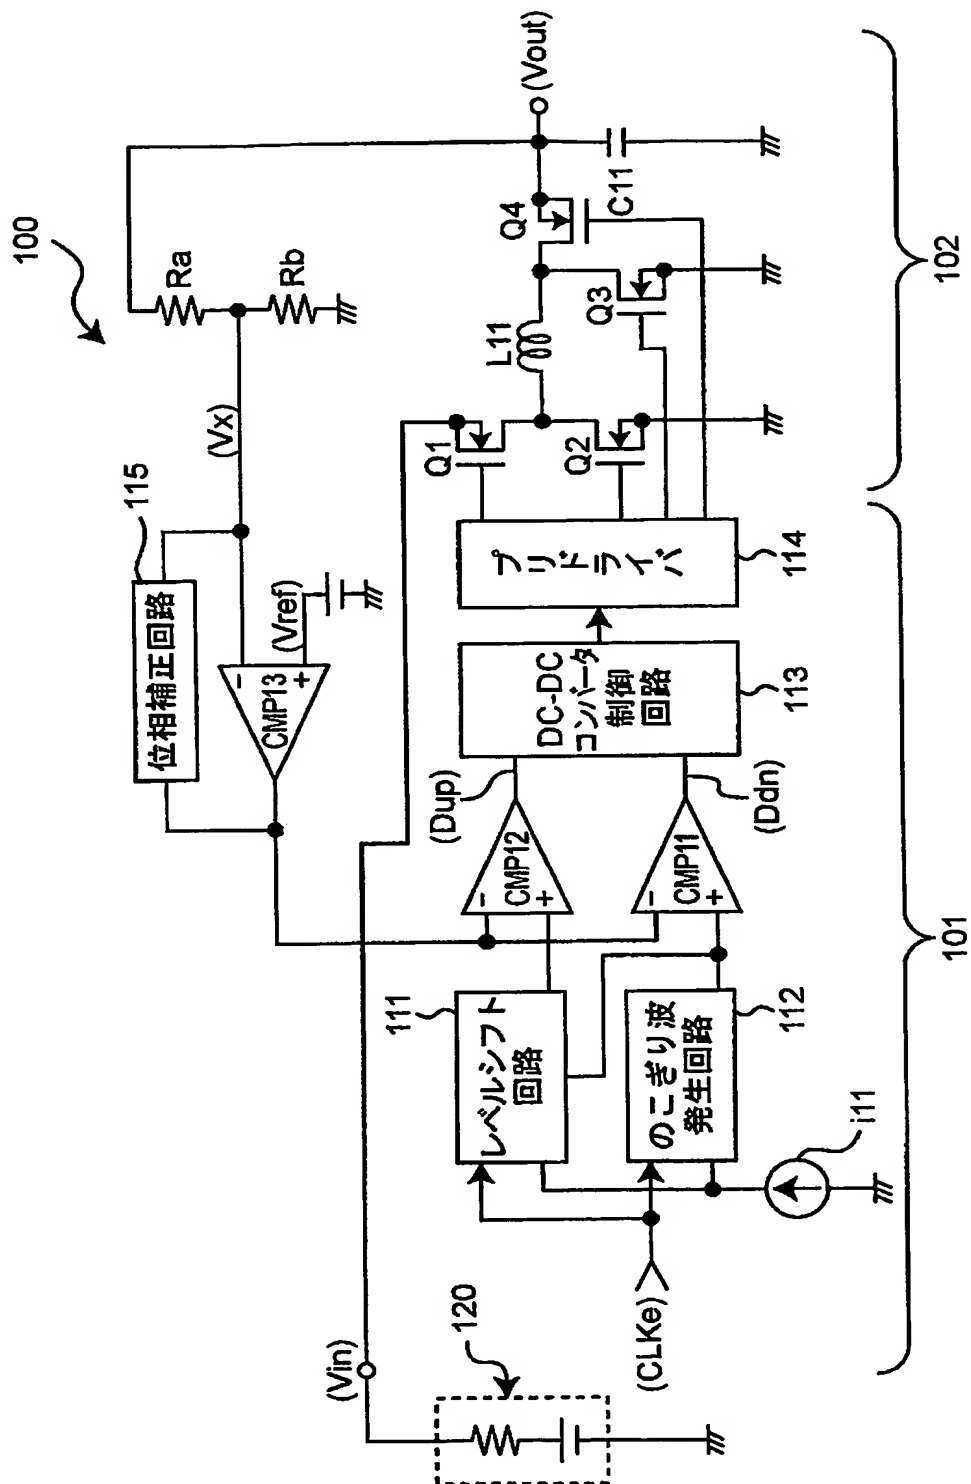 100
115
位相補正回路
(Vx)
Ra
Rb
(Vref)
CMP13
-
+
(Vin)
120
111
レベルシフト
回路
のこぎり波
発生回路
112
(CLKe)
i11
-
CMP12
+
(Dup)
-
CMP11
+
(Ddn)
DC-DC
コンバータ
制御
回路
113
プリドライバ
114
Q1
Q2
L11
Q3
Q4
C11
(Vout)
101
102